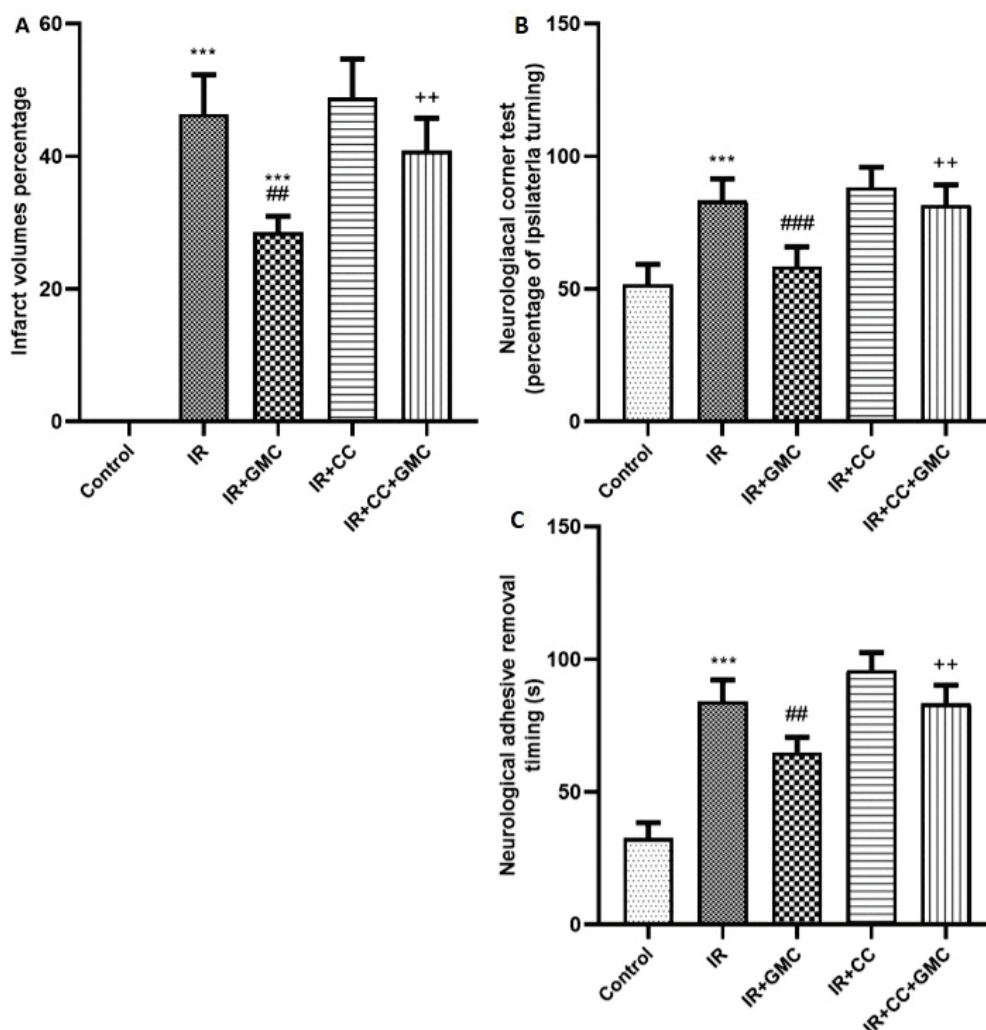 A
Infarct volumes percentage
60
40
20
0
***
***
##
++
Control
IR
IR+GMC
IR+CC
IR+CC+GMC
B
Neurologiacal corner test
(percentage of ipsilaterla turning)
150
100
50
0
***
###
++
Control
IR
IR+GMC
IR+CC
IR+CC+GMC
C
Neurological adhesive removal
timing (s)
150
100
50
0
***
##
++
Control
IR
IR+GMC
IR+CC
IR+CC+GMC